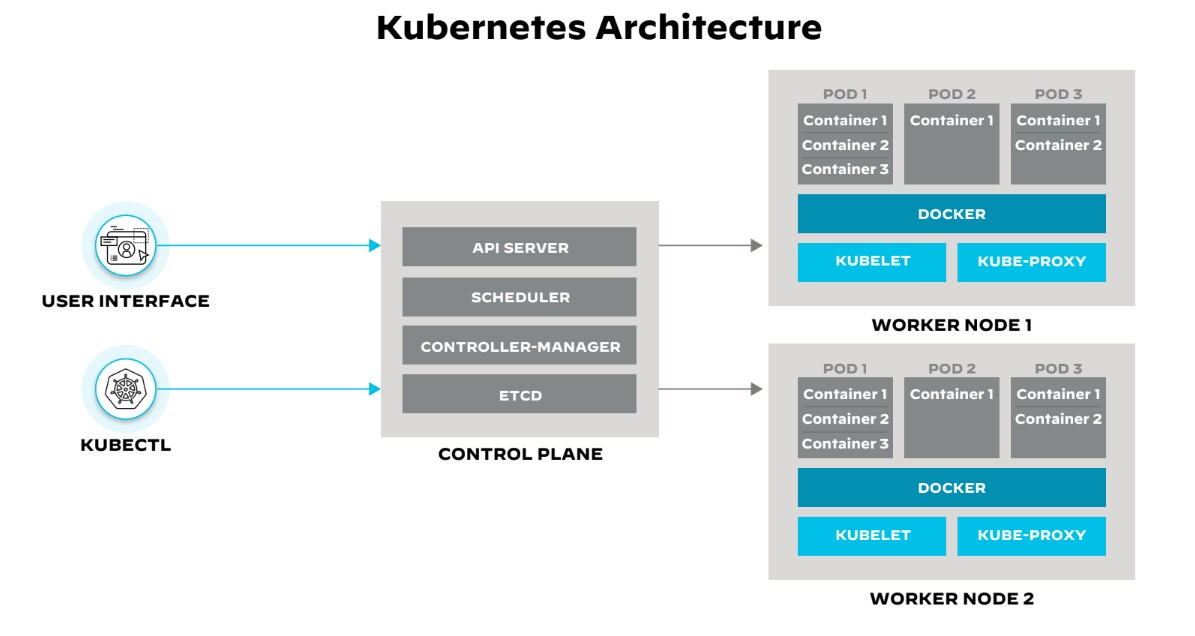 Kubernetes Architecture
USER INTERFACE
KUBECTL
API SERVER
SCHEDULER
CONTROLLER-MANAGER
ETCD
CONTROL PLANE
POD 1
Container 1
Container 2
Container 3
POD 2
Container 1
POD 3
Container 1
Container 2
DOCKER
KUBELET
KUBE-PROXY
WORKER NODE 1
POD 1
Container 1
Container 2
Container 3
POD 2
Container 1
POD 3
Container 1
Container 2
DOCKER
KUBELET
KUBE-PROXY
WORKER NODE 2